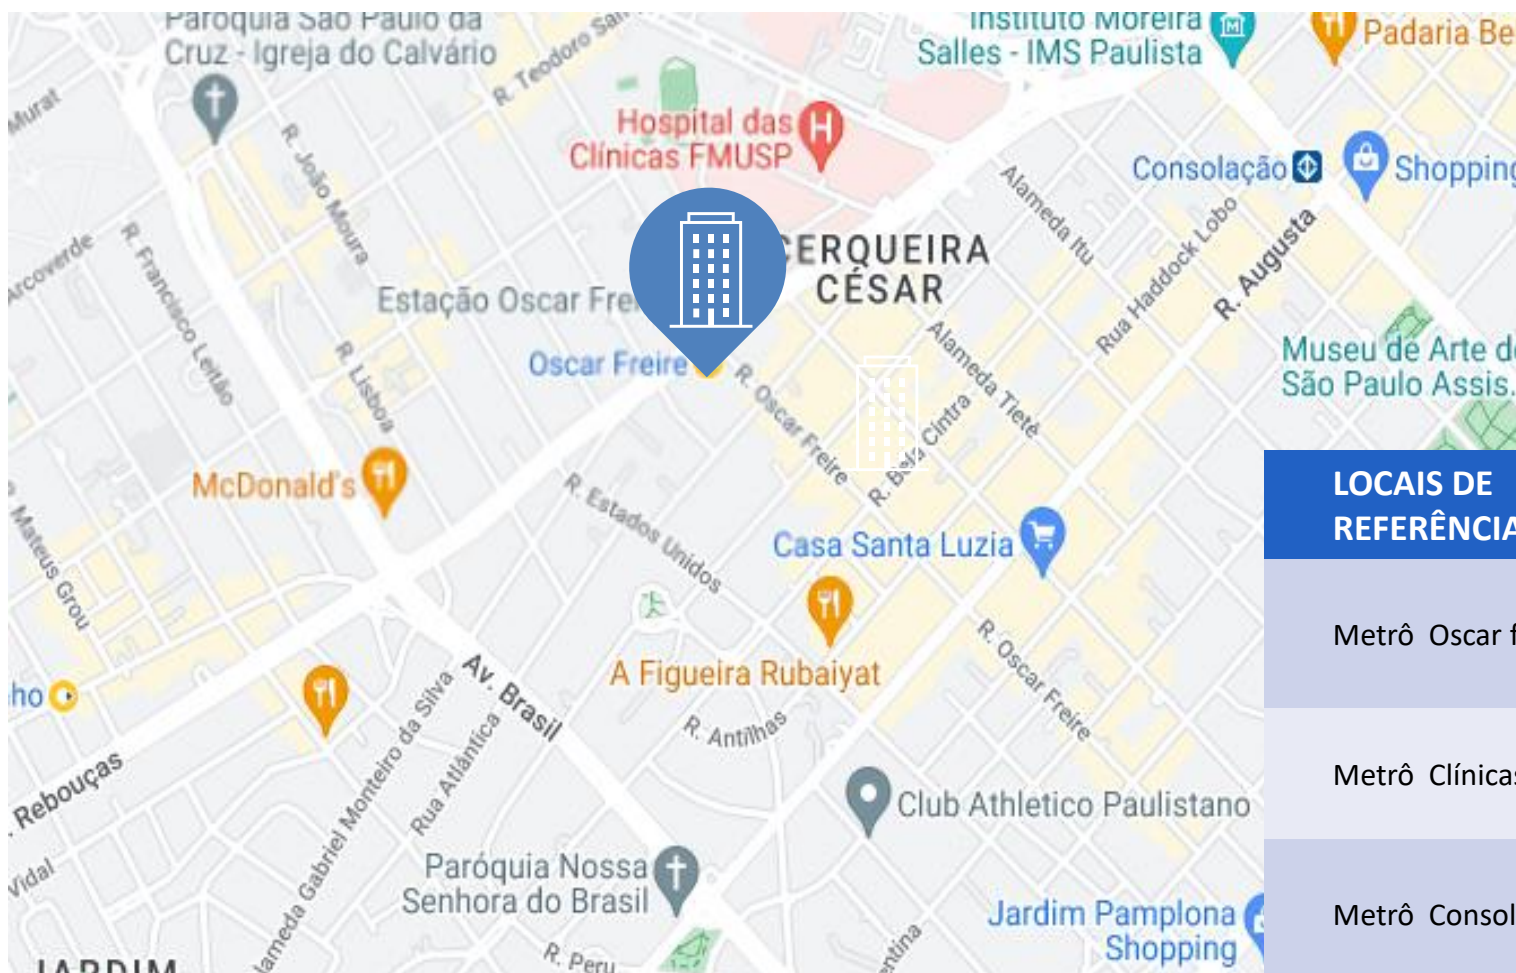 Paróquia São Paulo da
Cruz - Igreja do Calvário
R. Teodoro
Instituto Moreira
Salles - IMS Paulista
Padaria Be
Murat
R. João Moura
Hospital das
Clínicas FMUSP
H
Consolação
Shopping
Alameda Itu
Rua Haddock Lobo
R. Augusta
arcoverde
R. Francisco Leitão
CERQUEIRA
CÉSAR
Estação Oscar Frei
R. Lisboa
Oscar Freire
R. Oscar Freire
Alameda Tietê
R. Bela Cintra
Museu de Arte de
São Paulo Assis.
McDonald's
R. Estados Unidos
Casa Santa Luzia
LOCAIS DE
REFERÊNCIA
Mateus Grou
Metrô Oscar f
R. Oscar Freire
A Figueira Rubaiyat
ho
Av. Brasil
R. Antilhas
Alameda Gabriel Monteiro da Silva
Rua Atlântica
. Rebouças
Metrô Clínicas
Club Athletico Paulistano
Vidal
Paróquia Nossa
Senhora do Brasil
Jardim Pamplona
Shopping
Metrô Consol
R. Peru
entina
JARDIM